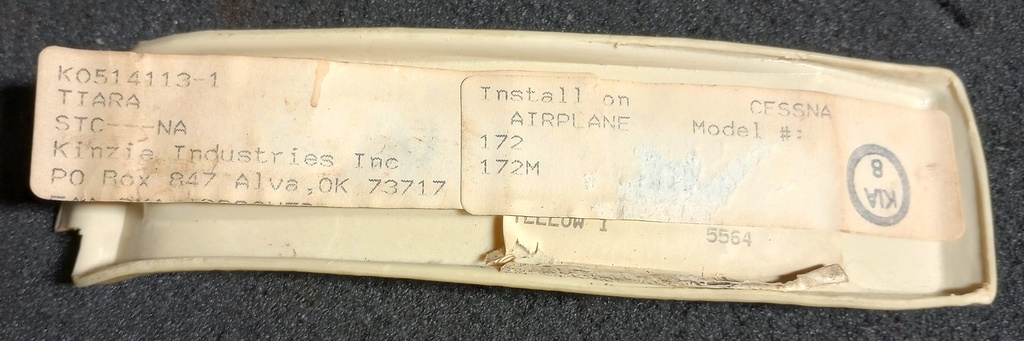 K0514113-1
TTARA
STC---NA
Kinzie Industries Inc
PO Box 847 Alva,OK 73717
Install on CESSNA
AIRPLANE Model #:
172
172M
KIA
8
YELLOW I
5564